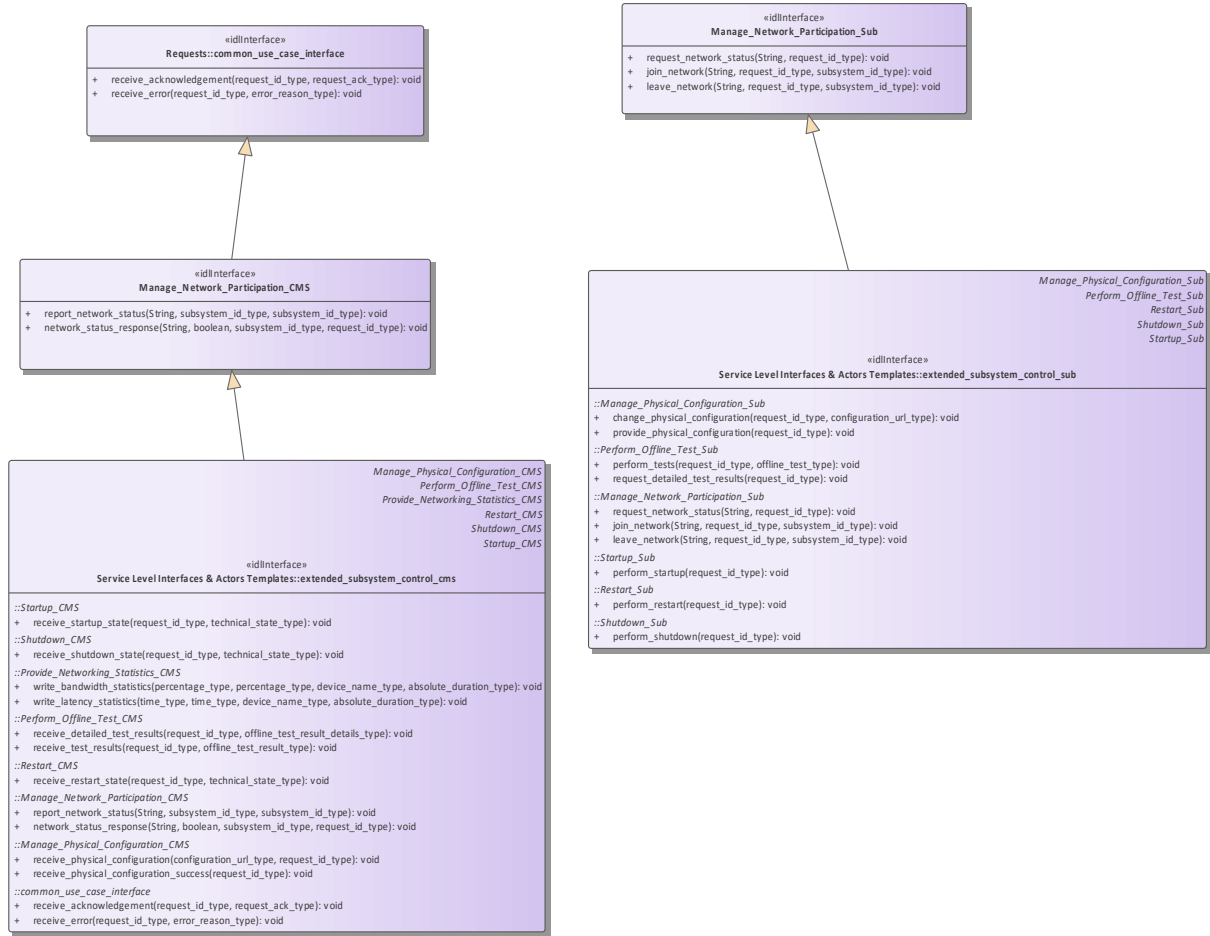 «idlInterface»
Requests::common_use_case_interface
+ receive_acknowledgement(request_id_type, request_ack_type): void
+ receive_error(request_id_type, error_reason_type): void
«idlInterface»
Manage_Network_Participation_Sub
+ request_network_status(String, request_id_type): void
+ join_network(String, request_id_type, subsystem_id_type): void
+ leave_network(String, request_id_type, subsystem_id_type): void
«idlInterface»
Manage_Network_Participation_CMS
+ report_network_status(String, subsystem_id_type, subsystem_id_type): void
+ network_status_response(String, boolean, subsystem_id_type, request_id_type): void
Manage_Physical_Configuration_Sub
Perform_Offline_Test_Sub
Restart_Sub
Shutdown_Sub
Startup_Sub
«idlInterface»
Service Level Interfaces & Actors Templates::extended_subsystem_control_sub
::Manage_Physical_Configuration_Sub
+ change_physical_configuration(request_id_type, configuration_url_type): void
+ provide_physical_configuration(request_id_type): void
::Perform_Offline_Test_Sub
+ perform_tests(request_id_type, offline_test_type): void
+ request_detailed_test_results(request_id_type): void
::Manage_Network_Participation_Sub
+ request_network_status(String, request_id_type): void
+ join_network(String, request_id_type, subsystem_id_type): void
+ leave_network(String, request_id_type, subsystem_id_type): void
::Startup_Sub
+ perform_startup(request_id_type): void
::Restart_Sub
+ perform_restart(request_id_type): void
::Shutdown_Sub
+ perform_shutdown(request_id_type): void
Manage_Physical_Configuration_CMS
Perform_Offline_Test_CMS
Provide_Networking_Statistics_CMS
Restart_CMS
Shutdown_CMS
Startup_CMS
«idlInterface»
Service Level Interfaces & Actors Templates::extended_subsystem_control_cms
::Startup_CMS
+ receive_startup_state(request_id_type, technical_state_type): void
::Shutdown_CMS
+ receive_shutdown_state(request_id_type, technical_state_type): void
::Provide_Networking_Statistics_CMS
+ write_bandwidth_statistics(percentage_type, percentage_type, device_name_type, absolute_duration_type): void
+ write_latency_statistics(time_type, time_type, device_name_type, absolute_duration_type): void
::Perform_Offline_Test_CMS
+ receive_detailed_test_results(request_id_type, offline_test_result_details_type): void
+ receive_test_results(request_id_type, offline_test_result_type): void
::Restart_CMS
+ receive_restart_state(request_id_type, technical_state_type): void
::Manage_Network_Participation_CMS
+ report_network_status(String, subsystem_id_type, subsystem_id_type): void
+ network_status_response(String, boolean, subsystem_id_type, request_id_type): void
::Manage_Physical_Configuration_CMS
+ receive_physical_configuration(configuration_url_type, request_id_type): void
+ receive_physical_configuration_success(request_id_type): void
::common_use_case_interface
+ receive_acknowledgement(request_id_type, request_ack_type): void
+ receive_error(request_id_type, error_reason_type): void